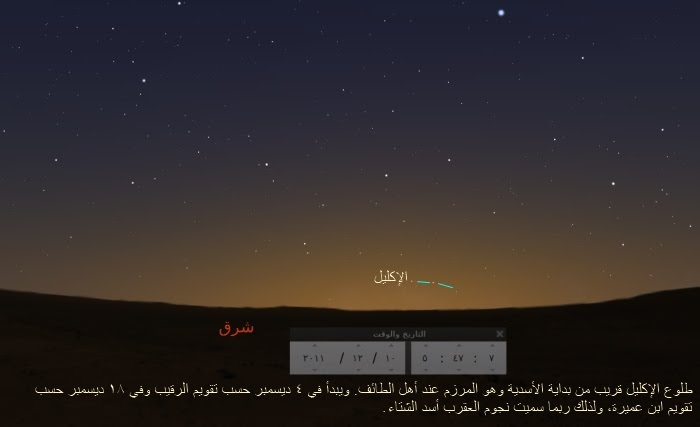 الإكليل
شرق
التاريخ والوقت
٢٠١١ / ١٢ / ١٠
٥ : ٤٧ : ٧
طلوع الإكليل قريب من بداية الأسدية وهو المرزم عند أهل الطائف. ويبدأ في ٤ ديسمبر حسب تقويم الرقيب وفي ١٨ ديسمبر حسب
تقويم ابن عميرة، ولذلك ربما سميت نجوم العقرب أسد الشتاء.